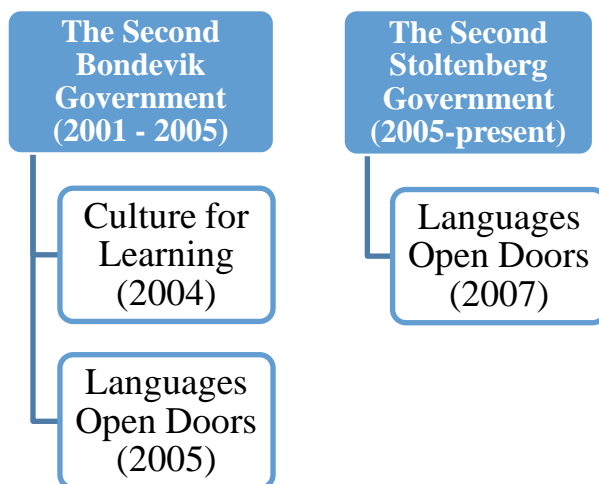 The Second
Bondevik
Government
(2001 - 2005)
Culture for
Learning
(2004)
Languages
Open Doors
(2005)
The Second
Stoltenberg
Government
(2005-present)
Languages
Open Doors
(2007)